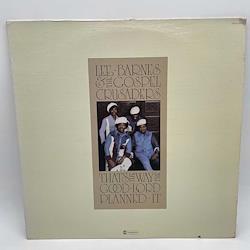 LEE·BARNES
& THE GOSPEL
CRUSADERS
THAT'S THE WAY THE
GOOD·LORD
PLANNED·IT